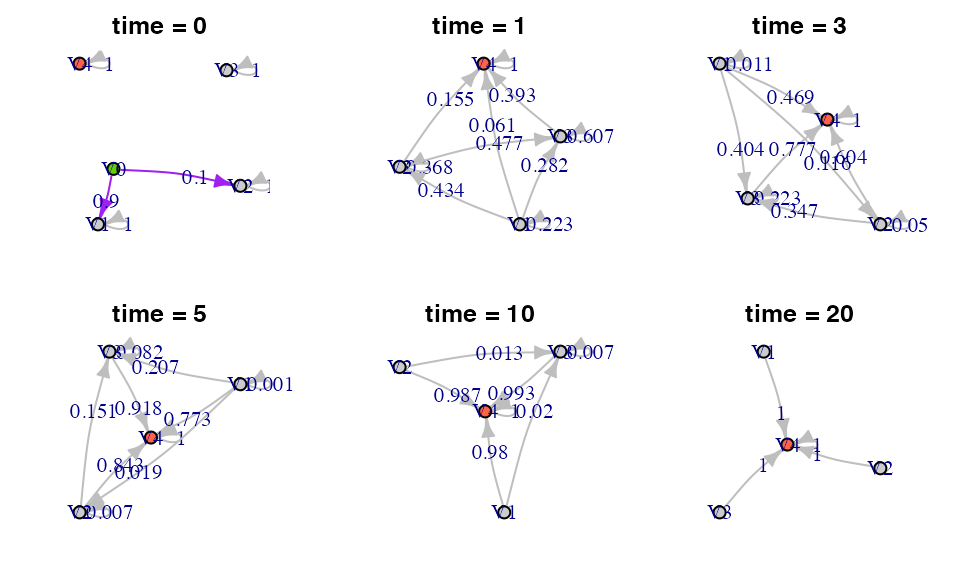 time = 0
V4 1
V3 1
V0
0.1
V2 1
0.9
V1 1
time = 1
V4 1
0.155
0.393
0.061
0.477
V3 0.607
V2 0.368
0.282
0.434
V1 0.223
time = 3
V1 0.011
0.469
V4 1
0.404
0.777
0.604
0.116
V3 0.223
0.347
V2 0.05
time = 5
V3 0.082
0.207
V1 0.001
0.151
0.918
0.773
V4 1
0.843
0.019
V2 0.007
time = 10
V2
0.013
V3 0.007
0.987
0.993
V4 1
0.02
0.98
V1
time = 20
V1
1
V4 1
1
1
V2
V3